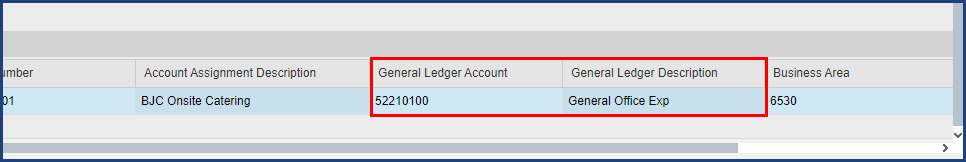 umber Account Assignment Description General Ledger Account General Ledger Description Business Area
01 BJC Onsite Catering 52210100 General Office Exp 6530